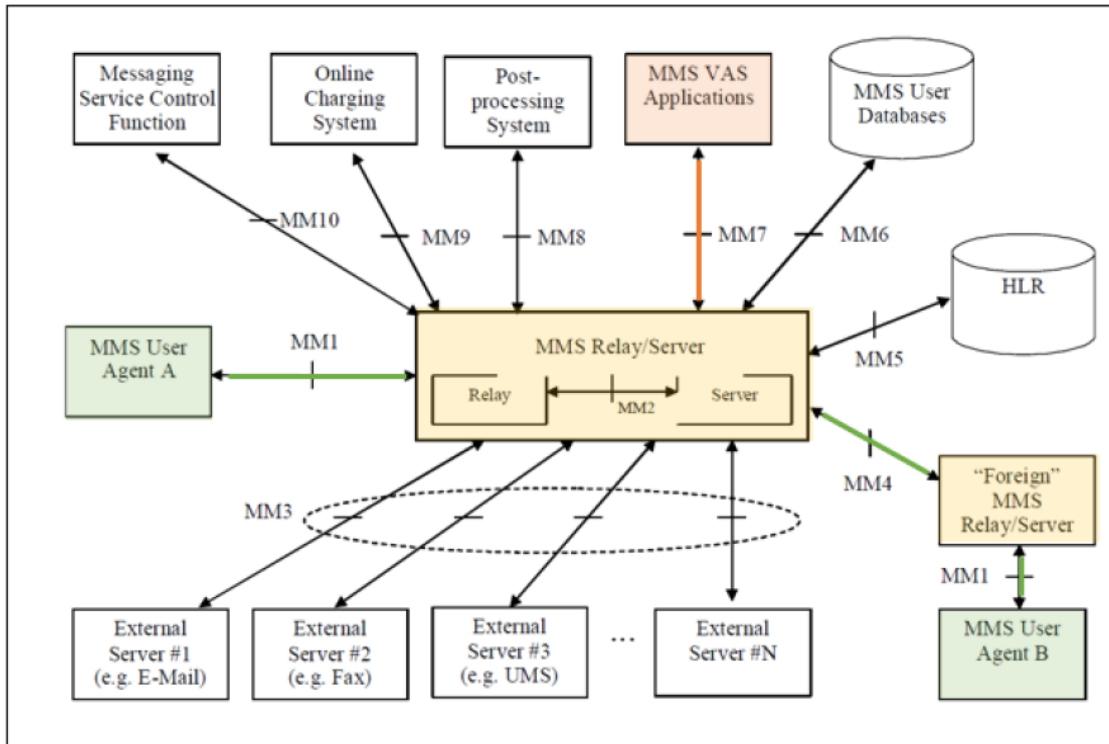 Messaging
Service Control
Function
Online
Charging
System
Post-
processing
System
MMS VAS
Applications
MMS User
Databases
MM10
MM9
MM8
MM7
MM6
HLR
MMS User
Agent A
MM1
MMS Relay/Server
MM5
Relay
MM2
Server
MM4
"Foreign"
MMS
Relay/Server
MM3
MM1
External
Server #1
(e.g. E-Mail)
External
Server #2
(e.g. Fax)
External
Server #3
(e.g. UMS)
...
External
Server #N
MMS User
Agent B